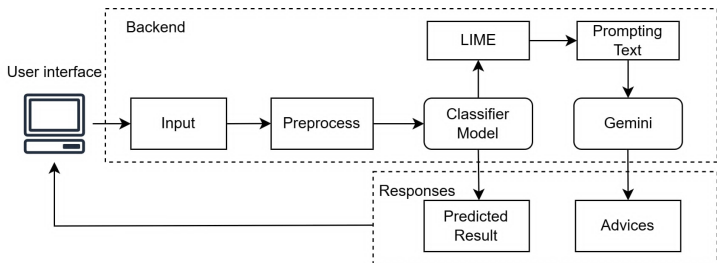 Backend
LIME
Prompting
Text
User interface
Input
Preprocess
Classifier
Model
Gemini
Responses
Predicted
Result
Advices